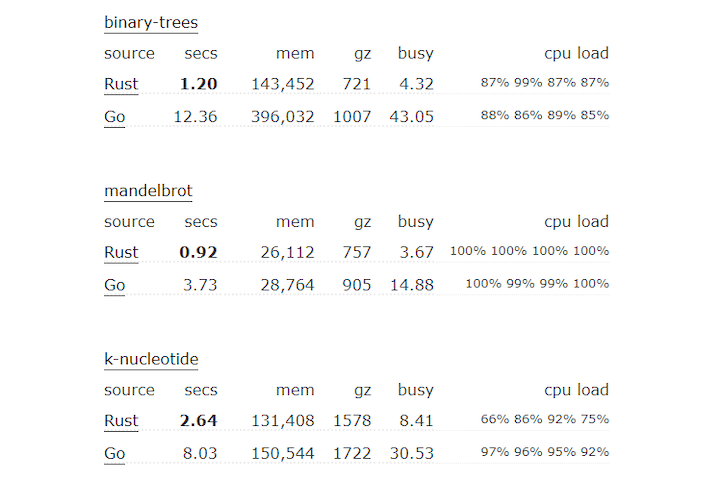 binary-trees
source secs mem gz busy cpu load
Rust 1.20 143,452 721 4.32 87% 99% 87% 87%
Go 12.36 396,032 1007 43.05 88% 86% 89% 85%
mandelbrot
source secs mem gz busy cpu load
Rust 0.92 26,112 757 3.67 100% 100% 100% 100%
Go 3.73 28,764 905 14.88 100% 99% 99% 100%
k-nucleotide
source secs mem gz busy cpu load
Rust 2.64 131,408 1578 8.41 66% 86% 92% 75%
Go 8.03 150,544 1722 30.53 97% 96% 95% 92%